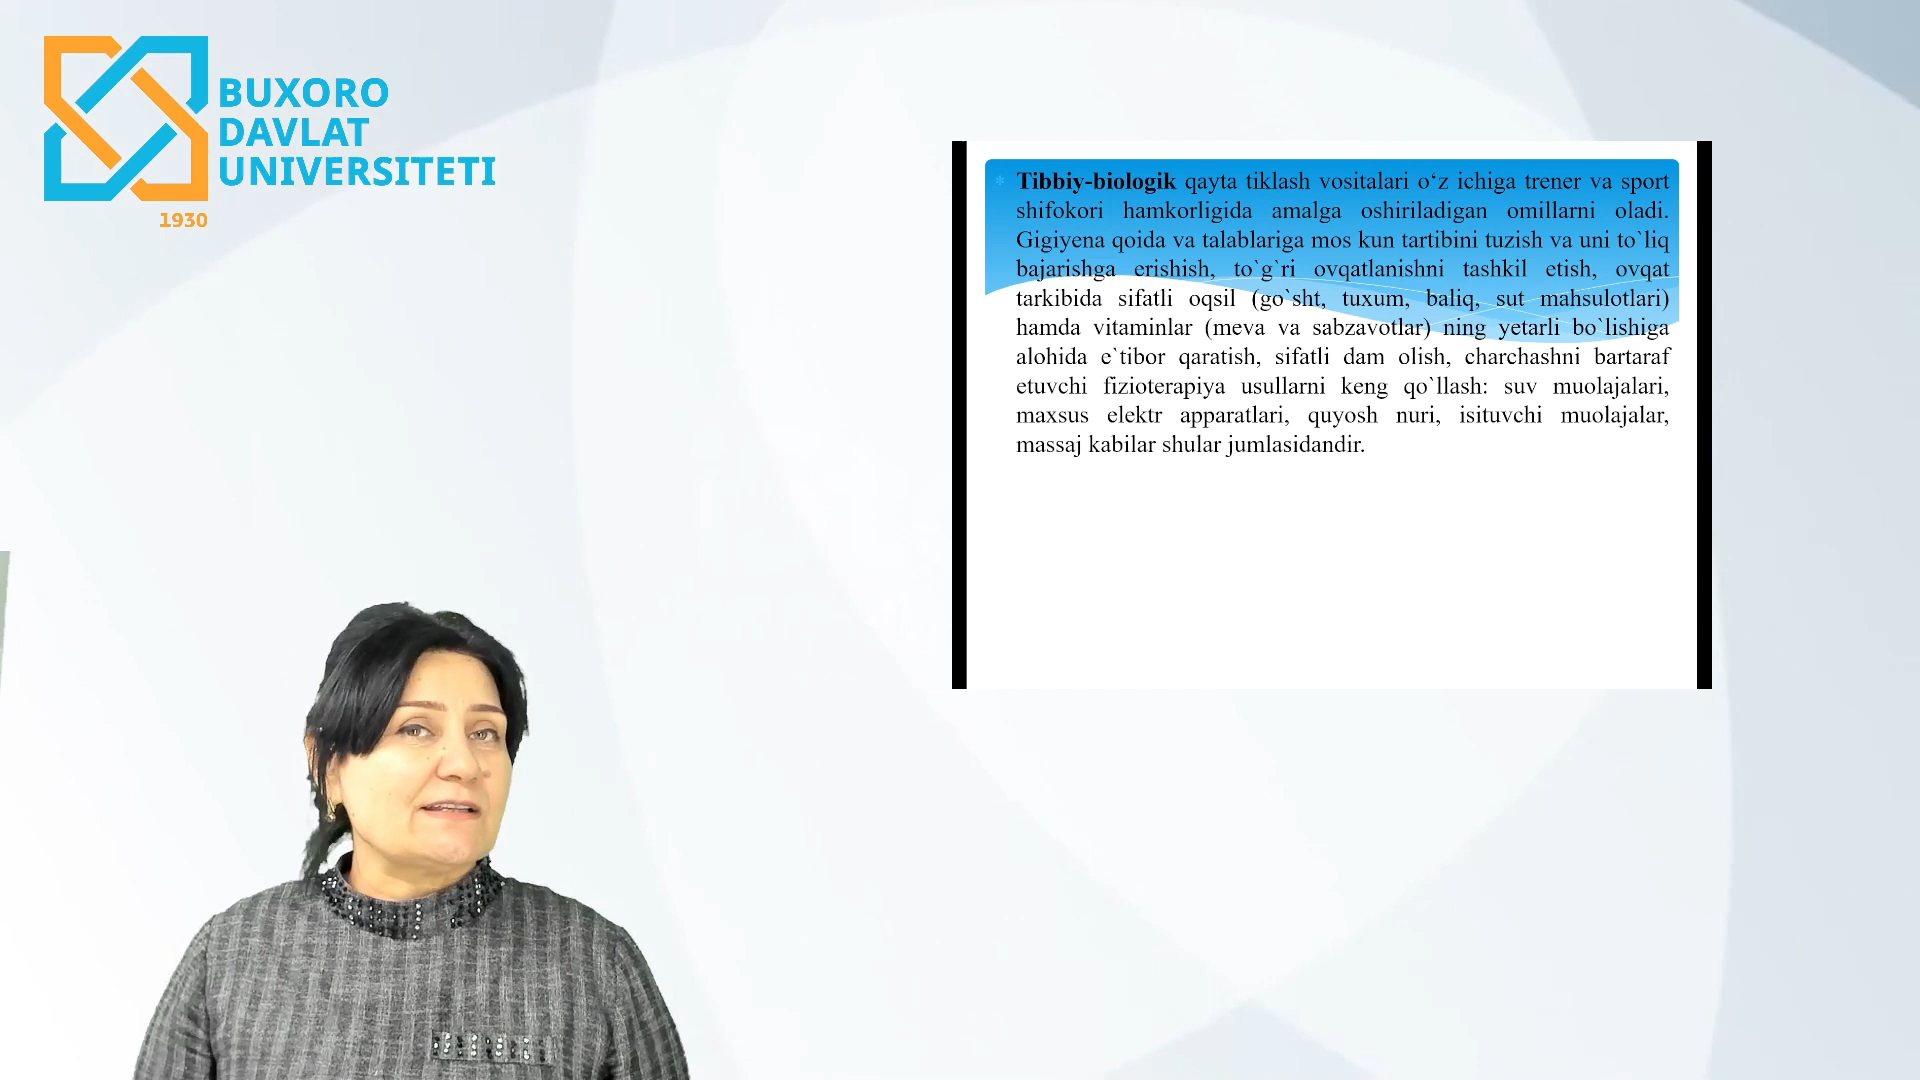 BUXORO
DAVLAT
UNIVERSITETI
1930
Tibbiy-biologik qayta tiklash vositalari o‘z ichiga trener va sport
shifokori hamkorligida amalga oshiriladigan omillarni oladi.
Gigiyena qoida va talablariga mos kun tartibini tuzish va uni to`liq
bajarishga erishish, to`g`ri ovqatlanishni tashkil etish, ovqat
tarkibida sifatli oqsil (go`sht, tuxum, baliq, sut mahsulotlari)
hamda vitaminlar (meva va sabzavotlar) ning yetarli bo`lishiga
alohida e`tibor qaratish, sifatli dam olish, charchashni bartaraf
etuvchi fizioterapiya usullarni keng qo`llash: suv muolajalari,
maxsus elektr apparatlari, quyosh nuri, isituvchi muolajalar,
massaj kabilar shular jumlasidandir.